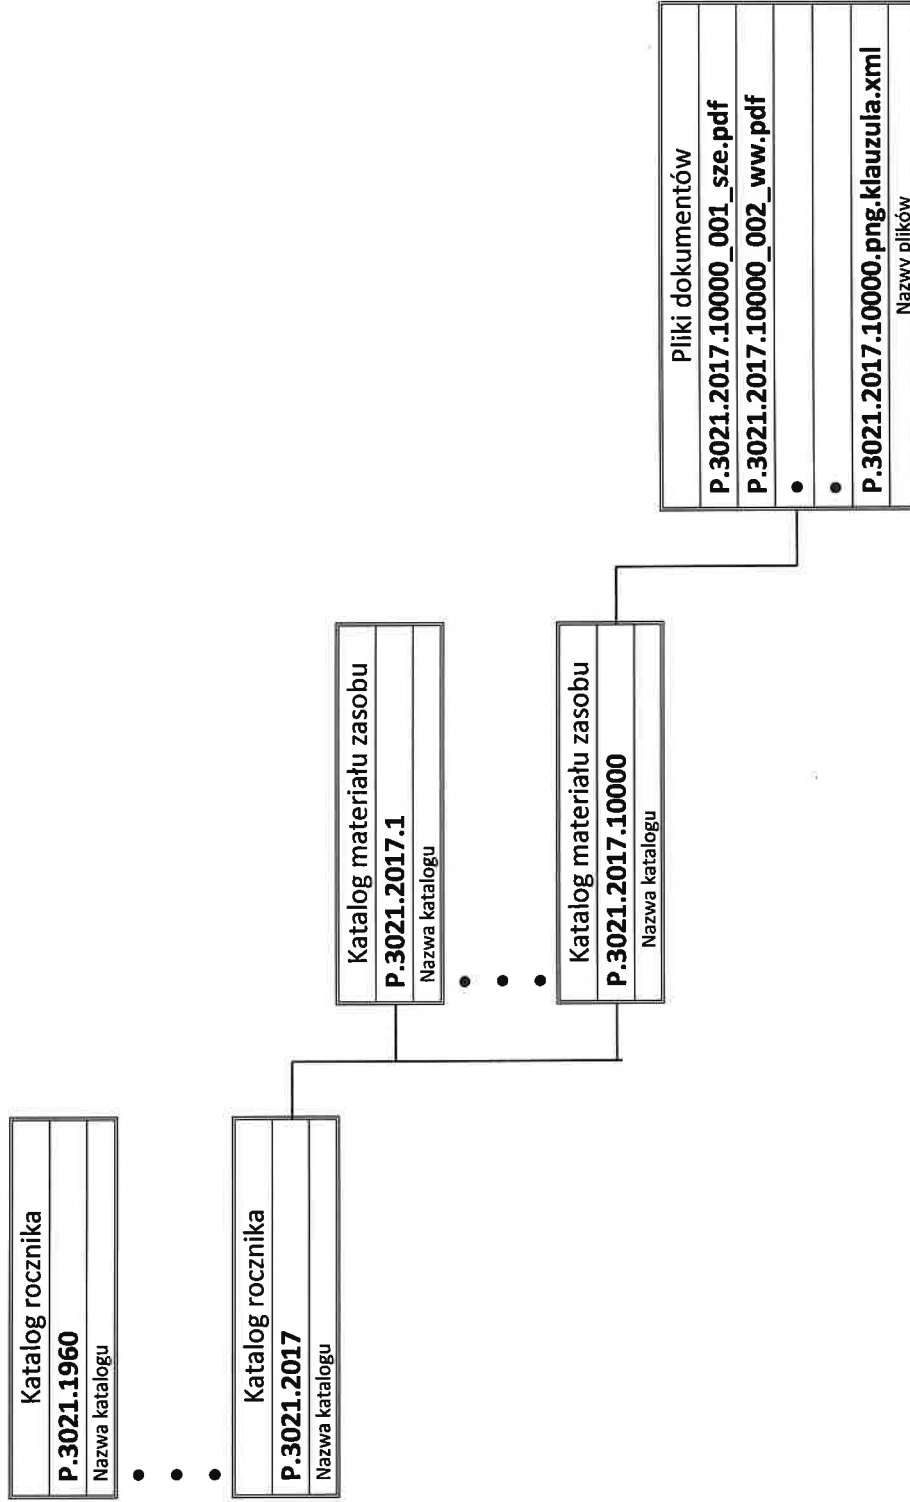 Katalog rocznika
P.3021.1960
Nazwa katalogu
Katalog rocznika
P.3021.2017
Nazwa katalogu
Katalog materiału zasobu
P.3021.2017.1
Nazwa katalogu
Katalog materiału zasobu
P.3021.2017.10000
Nazwa katalogu
Pliki dokumentów
P.3021.2017.10000_001_sze.pdf
P.3021.2017.10000_002_ww.pdf
P.3021.2017.10000.png.klauzula.xml
Nazwy plików